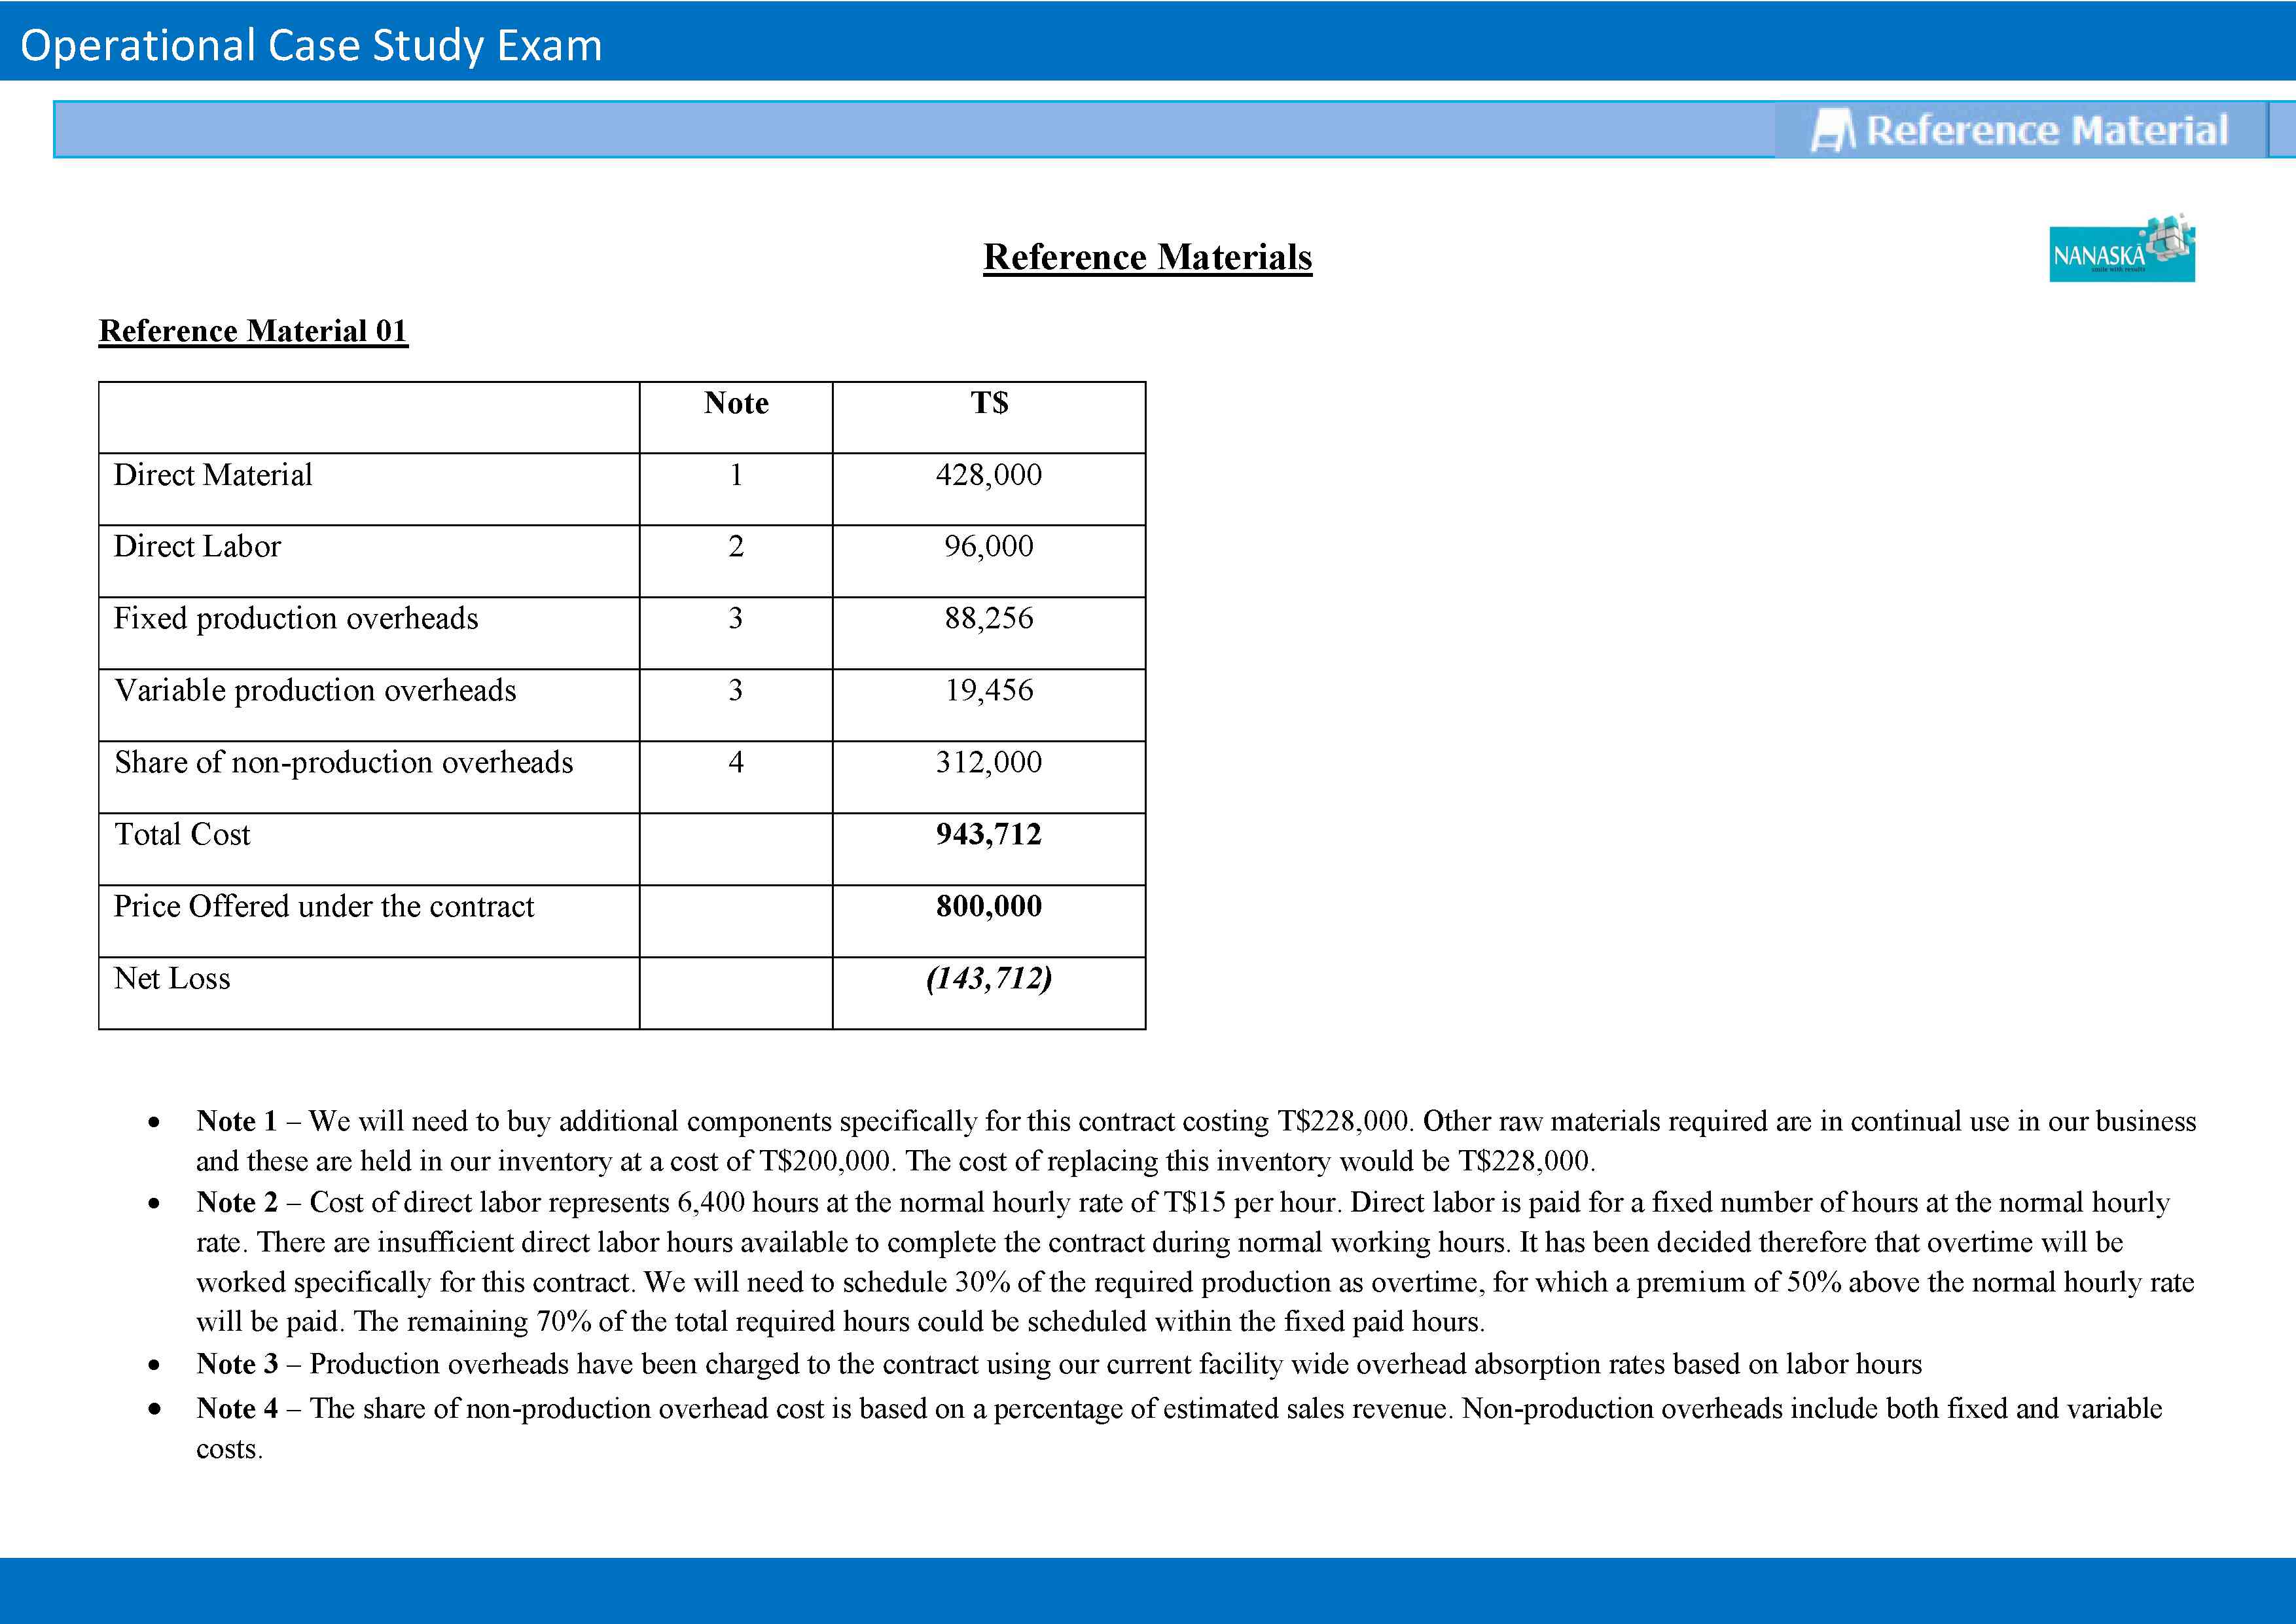 Operational Case Study Exam
Reference Material
Reference Materials
NANASKĀ
smile with results
Reference Material 01
Note T$
Direct Material 1 428,000
Direct Labor 2 96,000
Fixed production overheads 3 88,256
Variable production overheads 3 19,456
Share of non-production overheads 4 312,000
Total Cost 943,712
Price Offered under the contract 800,000
Net Loss (143,712)
• Note 1 – We will need to buy additional components specifically for this contract costing T$228,000. Other raw materials required are in continual use in our business
and these are held in our inventory at a cost of T$200,000. The cost of replacing this inventory would be T$228,000.
• Note 2 – Cost of direct labor represents 6,400 hours at the normal hourly rate of T$15 per hour. Direct labor is paid for a fixed number of hours at the normal hourly
rate. There are insufficient direct labor hours available to complete the contract during normal working hours. It has been decided therefore that overtime will be
worked specifically for this contract. We will need to schedule 30% of the required production as overtime, for which a premium of 50% above the normal hourly rate
will be paid. The remaining 70% of the total required hours could be scheduled within the fixed paid hours.
• Note 3 – Production overheads have been charged to the contract using our current facility wide overhead absorption rates based on labor hours
• Note 4 – The share of non-production overhead cost is based on a percentage of estimated sales revenue. Non-production overheads include both fixed and variable
costs.